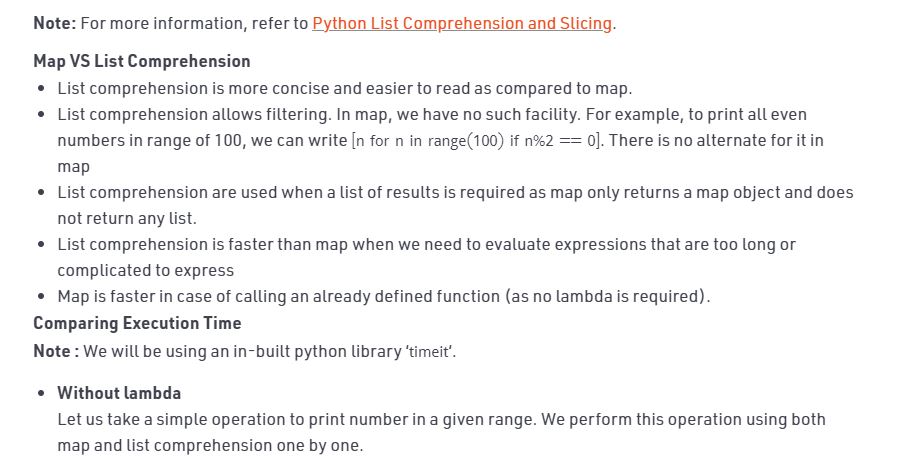 Note: For more information, refer to Python List Comprehension and Slicing.
Map VS List Comprehension
• List comprehension is more concise and easier to read as compared to map.
• List comprehension allows filtering. In map, we have no such facility. For example, to print all even
numbers in range of 100, we can write [n for n in range(100) if n%2 == 0]. There is no alternate for it in
map
• List comprehension are used when a list of results is required as map only returns a map object and does
not return any list.
• List comprehension is faster than map when we need to evaluate expressions that are too long or
complicated to express
• Map is faster in case of calling an already defined function (as no lambda is required).
Comparing Execution Time
Note : We will be using an in-built python library ‘timeit’.
• Without lambda
Let us take a simple operation to print number in a given range. We perform this operation using both
map and list comprehension one by one.